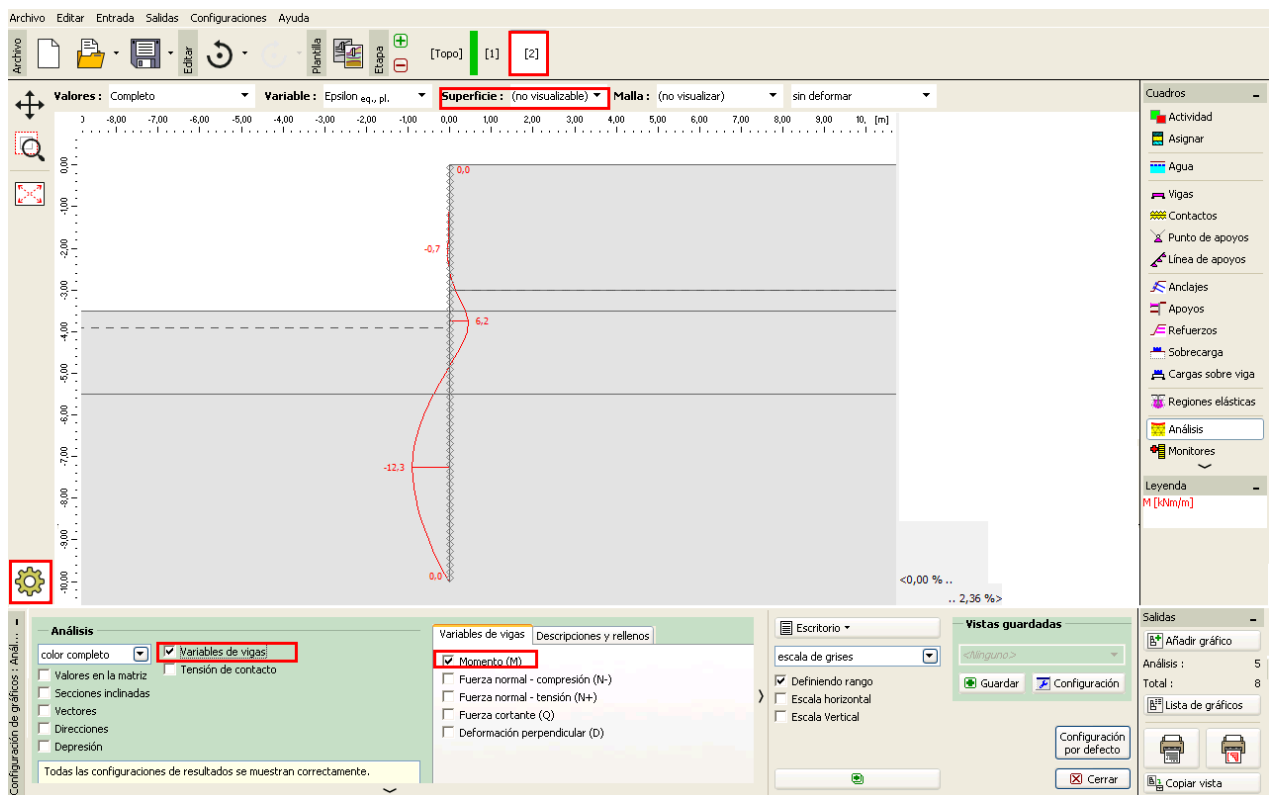 Archivo Editar Entrada Salidas Configuraciones Ayuda
Archivo Editar Plantilla Etapa [Topo] [1] [2]
Valores : Completo Variable : Epsilon eq., pl. Superficie : (no visualizable) Malla : (no visualizar) sin deformar
-8,00 -7,00 -6,00 -5,00 -4,00 -3,00 -2,00 -1,00 0,00 1,00 2,00 3,00 4,00 5,00 6,00 7,00 8,00 9,00 10, [m]
0,00
-1,00
-2,00
-3,00
-4,00
-5,00
-6,00
-7,00
-8,00
-9,00
-10,00
0,0
-0,7
6,2
-12,3
0,0
<0,00 % ..
.. 2,36 %>
Cuadros
Actividad
Asignar
Agua
Vigas
Contactos
Punto de apoyos
Línea de apoyos
Anclajes
Apoyos
Refuerzos
Sobrecarga
Cargas sobre viga
Regiones elásticas
Análisis
Monitores
Leyenda
M [kNm/m]
Configuración de gráficos : Anál...
Análisis
color completo
Valores en la matriz
Secciones inclinadas
Vectores
Direcciones
Depresión
Variables de vigas
Tensión de contacto
Todas las configuraciones de resultados se muestran correctamente.
Variables de vigas Descripciones y rellenos
Momento (M)
Fuerza normal - compresión (N-)
Fuerza normal - tensión (N+)
Fuerza cortante (Q)
Deformación perpendicular (D)
Escritorio
escala de grises
Definiendo rango
Escala horizontal
Escala Vertical
Vistas guardadas
<Ninguno>
Guardar Configuración
Configuración
por defecto
Cerrar
Salidas
Añadir gráfico
Análisis : 5
Total : 8
Lista de gráficos
Copiar vista